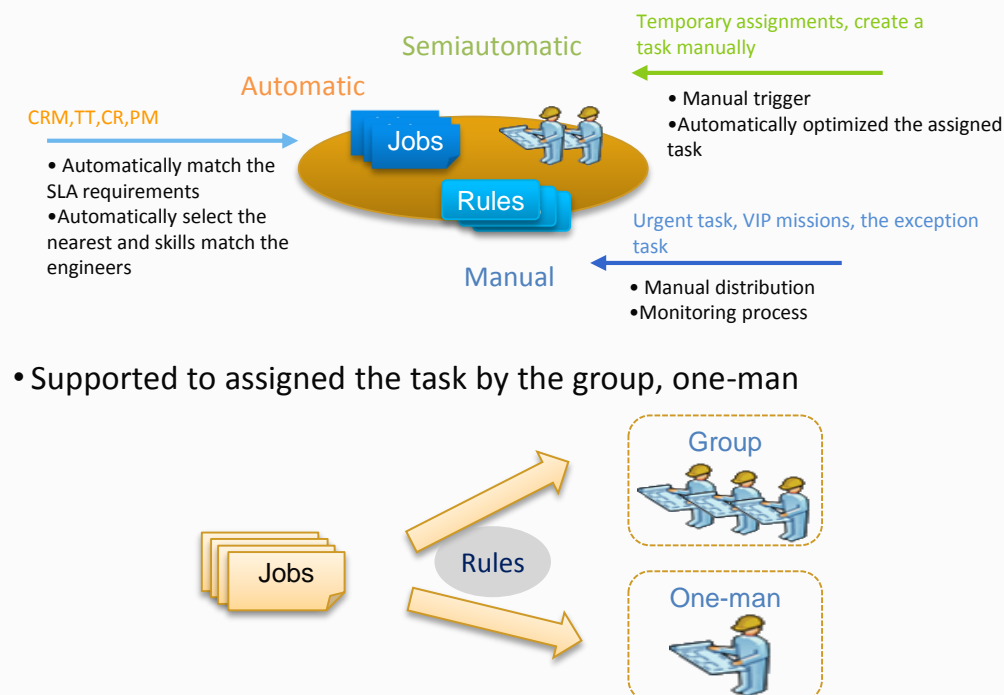 Semiautomatic
Temporary assignments, create a
task manually
Automatic
CRM,TT,CR,PM
• Manual trigger
•Automatically optimized the assigned
task
Jobs
• Automatically match the
SLA requirements
•Automatically select the
nearest and skills match the
engineers
Rules
Urgent task, VIP missions, the exception
task
Manual
• Manual distribution
•Monitoring process
• Supported to assigned the task by the group, one-man
Group
Jobs
Rules
One-man